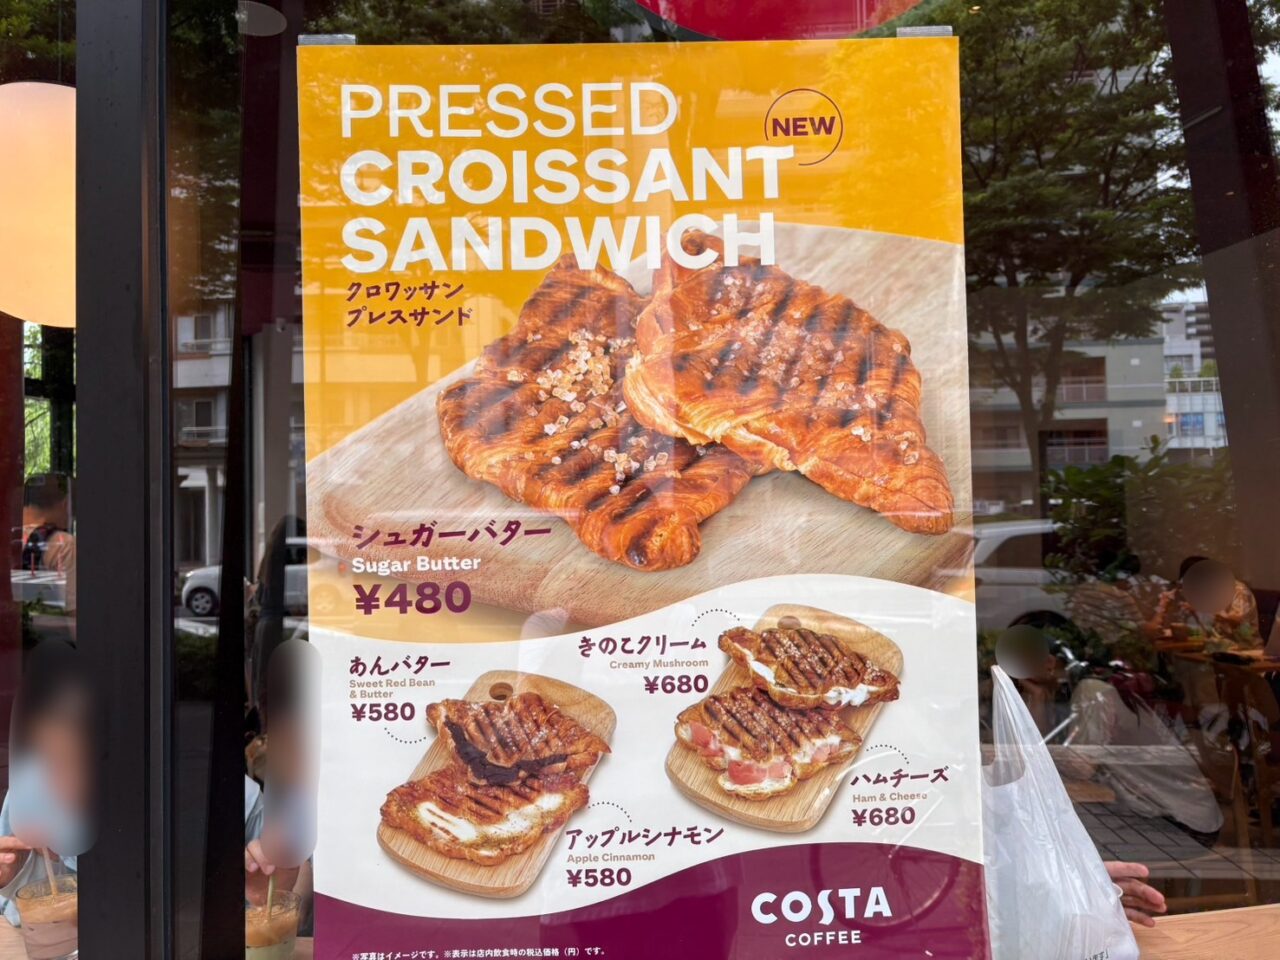 PRESSED
CROISSANT
SANDWICH
NEW
クロワッサン
プレスサンド
シュガーバター
Sugar Butter
¥480
あんバター
Sweet Red Bean
& Butter
¥580
きのこクリーム
Creamy Mushroom
¥680
ハムチーズ
Ham & Cheese
¥680
アップルシナモン
Apple Cinnamon
¥580
COSTA
COFFEE
※写真はイメージです。※表示は店内飲食時の税込価格（円）です。